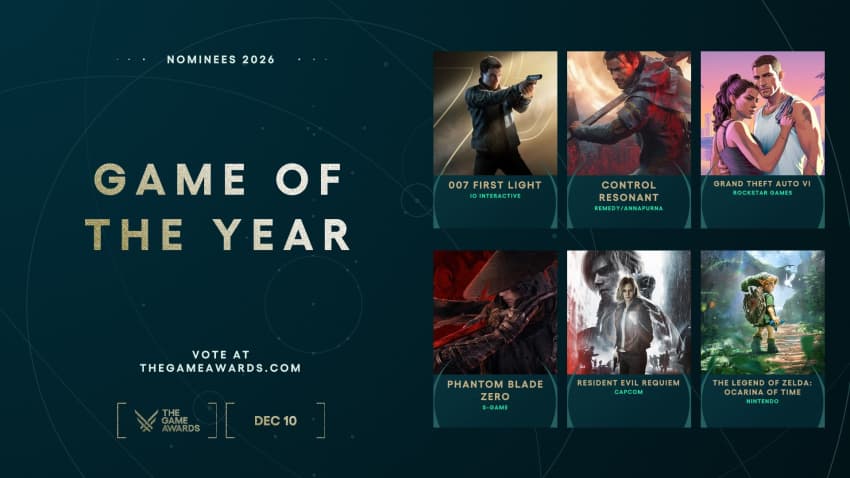 NOMINEES 2026
GAME OF
THE YEAR
VOTE AT
THEGAMEAWARDS.COM
THE
GAME
AWARDS
DEC 10
007 FIRST LIGHT
IO INTERACTIVE
CONTROL
RESONANT
REMEDY/ANNAPURNA
GRAND THEFT AUTO VI
ROCKSTAR GAMES
PHANTOM BLADE
ZERO
S-GAME
RESIDENT EVIL REQUIEM
CAPCOM
THE LEGEND OF ZELDA:
OCARINA OF TIME
NINTENDO